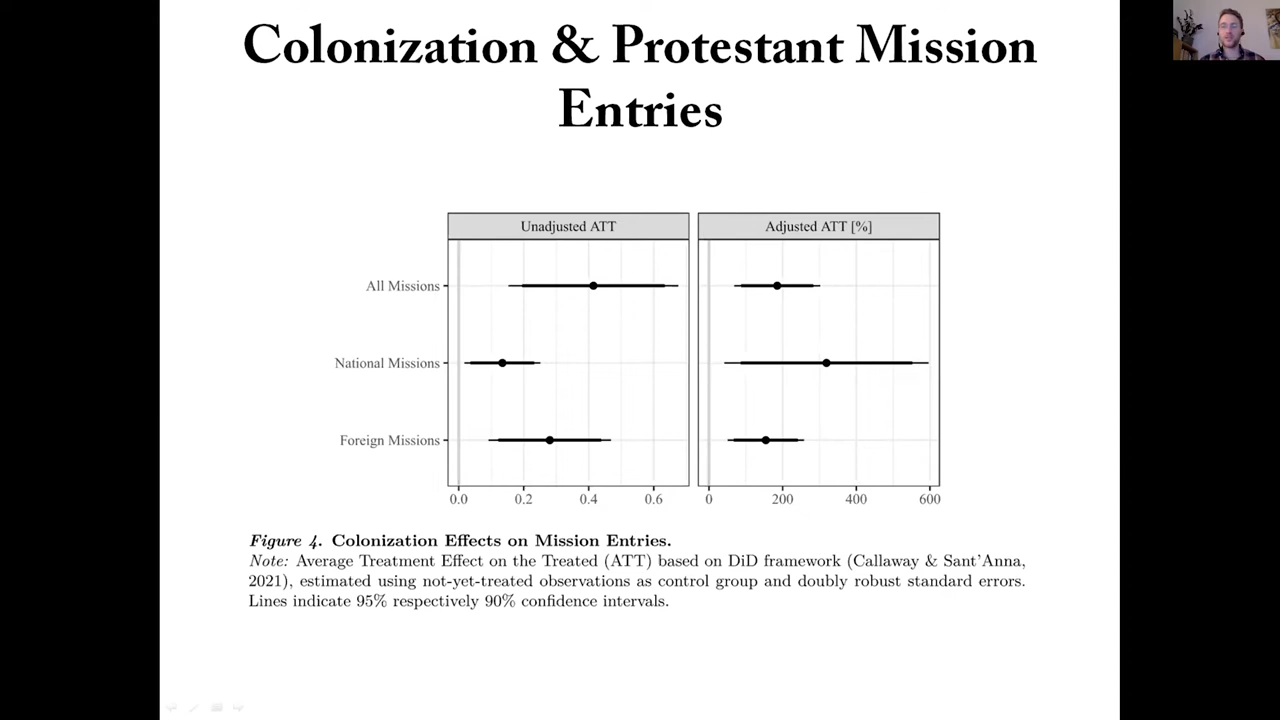 Colonization & Protestant Mission
Entries
Unadjusted ATT
Adjusted ATT [%]
All Missions
National Missions
Foreign Missions
0.0 0.2 0.4 0.6
0 200 400 600
Figure 4. Colonization Effects on Mission Entries.
Note: Average Treatment Effect on the Treated (ATT) based on DiD framework (Callaway & Sant'Anna,
2021), estimated using not-yet-treated observations as control group and doubly robust standard errors.
Lines indicate 95% respectively 90% confidence intervals.